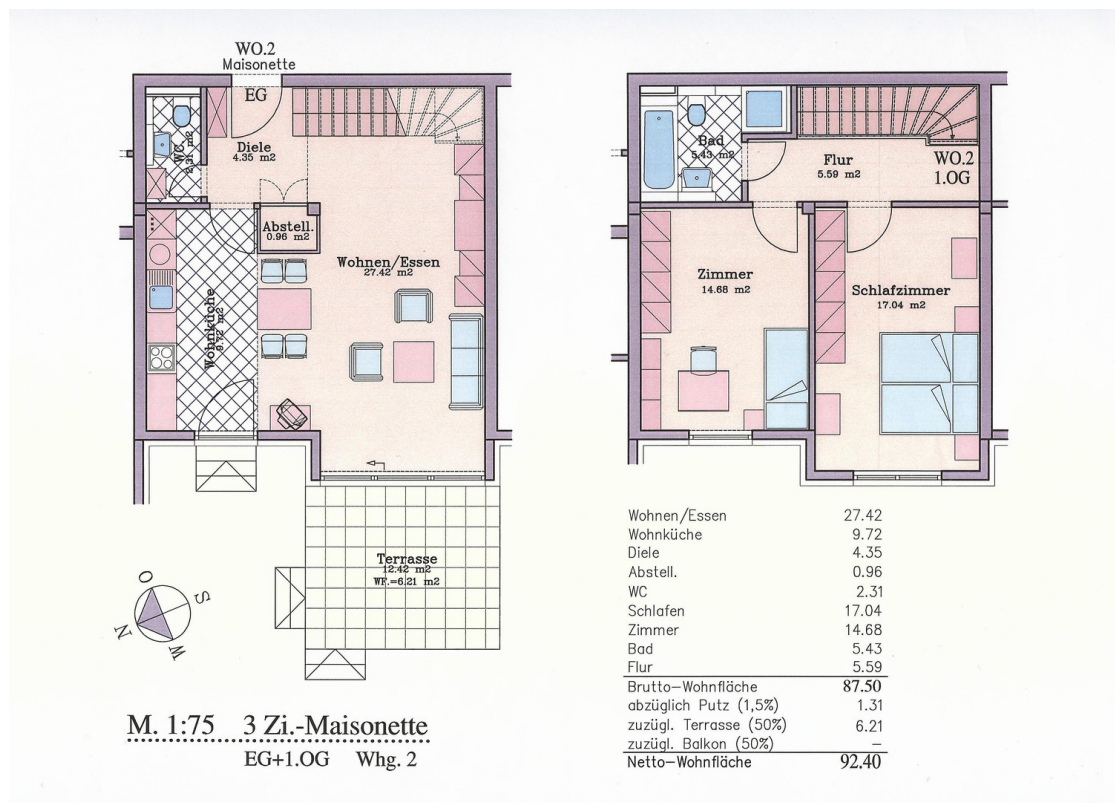 WO.2
Maisonette
EG
WC
2.31 m2
Diele
4.35 m2
Abstell.
0.96 m2
Wohnen/Essen
27.42 m2
Wohnküche
9.72 m2
Terrasse
12.42 m2
WF.=6.21 m2
Bad
5.43 m2
Flur
5.59 m2
WO.2
1.OG
Zimmer
14.68 m2
Schlafzimmer
17.04 m2
O
S
N
W
M. 1:75 3 Zi.-Maisonette
EG+1.OG Whg. 2
Wohnen/Essen 27.42
Wohnküche 9.72
Diele 4.35
Abstell. 0.96
WC 2.31
Schlafen 17.04
Zimmer 14.68
Bad 5.43
Flur 5.59
Brutto-Wohnfläche 87.50
abzüglich Putz (1,5%) 1.31
zuzügl. Terrasse (50%) 6.21
zuzügl. Balkon (50%) –
Netto-Wohnfläche 92.40